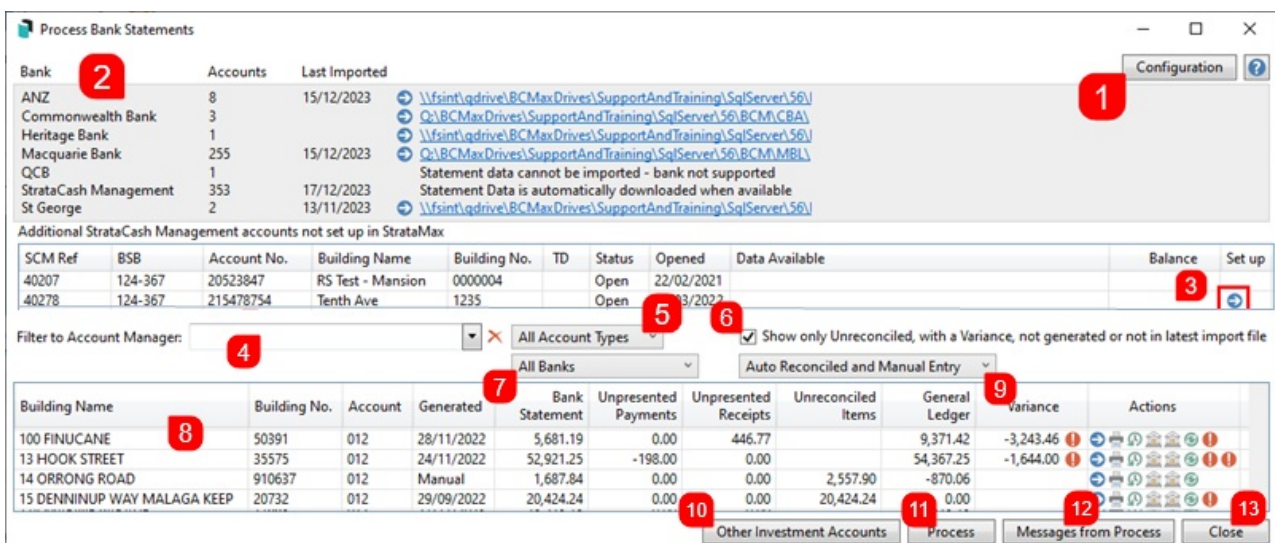 Process Bank Statements
1
Configuration
2
Bank Accounts Last Imported
ANZ 8 15/12/2023 \\fsint\qdrive\BCMaxDrives\SupportAndTraining\SqlServer\56\
Commonwealth Bank 3 Q:\BCMaxDrives\SupportAndTraining\SqlServer\56\BCM\CBA\
Heritage Bank 1 \\fsint\qdrive\BCMaxDrives\SupportAndTraining\SqlServer\56\
Macquarie Bank 255 15/12/2023 Q:\BCMaxDrives\SupportAndTraining\SqlServer\56\BCM\MBL\
QCB 1 Statement data cannot be imported - bank not supported
StrataCash Management 353 17/12/2023 Statement Data is automatically downloaded when available
St George 2 13/11/2023 \\fsint\qdrive\BCMaxDrives\SupportAndTraining\SqlServer\56\
Additional StrataCash Management accounts not set up in StrataMax
SCM Ref BSB Account No. Building Name Building No. TD Status Opened Data Available Balance Set up
40207 124-367 20523847 RS Test - Mansion 0000004 Open 22/02/2021
3
40278 124-367 215478754 Tenth Ave 1235 Open
Filter to Account Manager: 4 All Account Types 5 6 Show only Unreconciled, with a Variance, not generated or not in latest import file
7 All Banks Auto Reconciled and Manual Entry 9
8
Building Name Building No. Account Generated Bank Statement Unpresented Payments Unpresented Receipts Unreconciled Items General Ledger Variance Actions
100 FINUCANE 50391 012 28/11/2022 5,681.19 0.00 446.77 9,371.42 -3,243.46
13 HOOK STREET 35575 012 24/11/2022 52,921.25 -198.00 0.00 54,367.25 -1,644.00
14 ORRONG ROAD 910637 012 Manual 1,687.84 0.00 0.00 2,557.90 -870.06
15 DENNINUP WAY MALAGA KEEP 20732 012 29/09/2022 20,424.24 0.00 0.00 20,424.24 0.00
10 Other Investment Accounts 11 Process 12 Messages from Process 13 Close